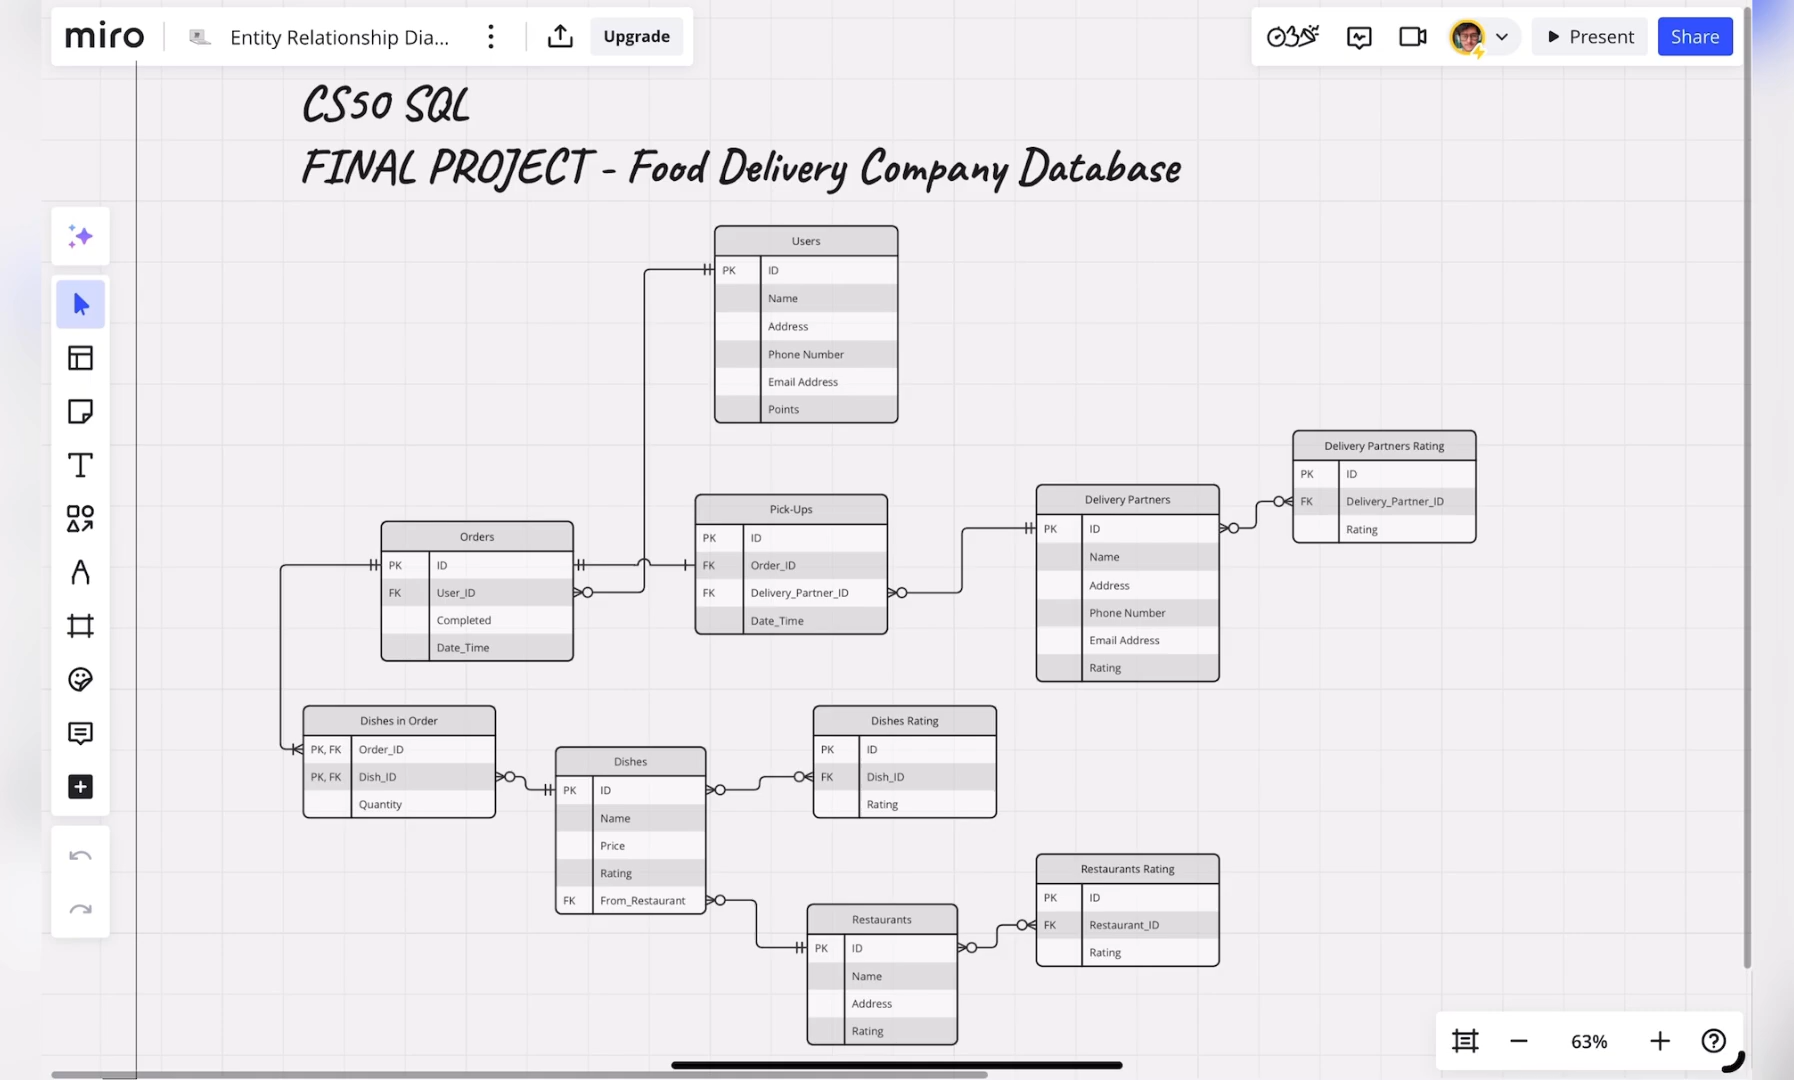 miro
Entity Relationship Dia...
Upgrade
Present
Share
CS50 SQL
FINAL PROJECT - Food Delivery Company Database
Users
PK ID
Name
Address
Phone Number
Email Address
Points
Delivery Partners Rating
PK ID
FK Delivery_Partner_ID
Rating
Delivery Partners
PK ID
Name
Address
Phone Number
Email Address
Rating
Pick-Ups
PK ID
FK Order_ID
FK Delivery_Partner_ID
Date_Time
Orders
PK ID
FK User_ID
Completed
Date_Time
Dishes in Order
PK, FK Order_ID
PK, FK Dish_ID
Quantity
Dishes
PK ID
Name
Price
Rating
FK From_Restaurant
Dishes Rating
PK ID
FK Dish_ID
Rating
Restaurants Rating
PK ID
FK Restaurant_ID
Rating
Restaurants
PK ID
Name
Address
Rating
63%